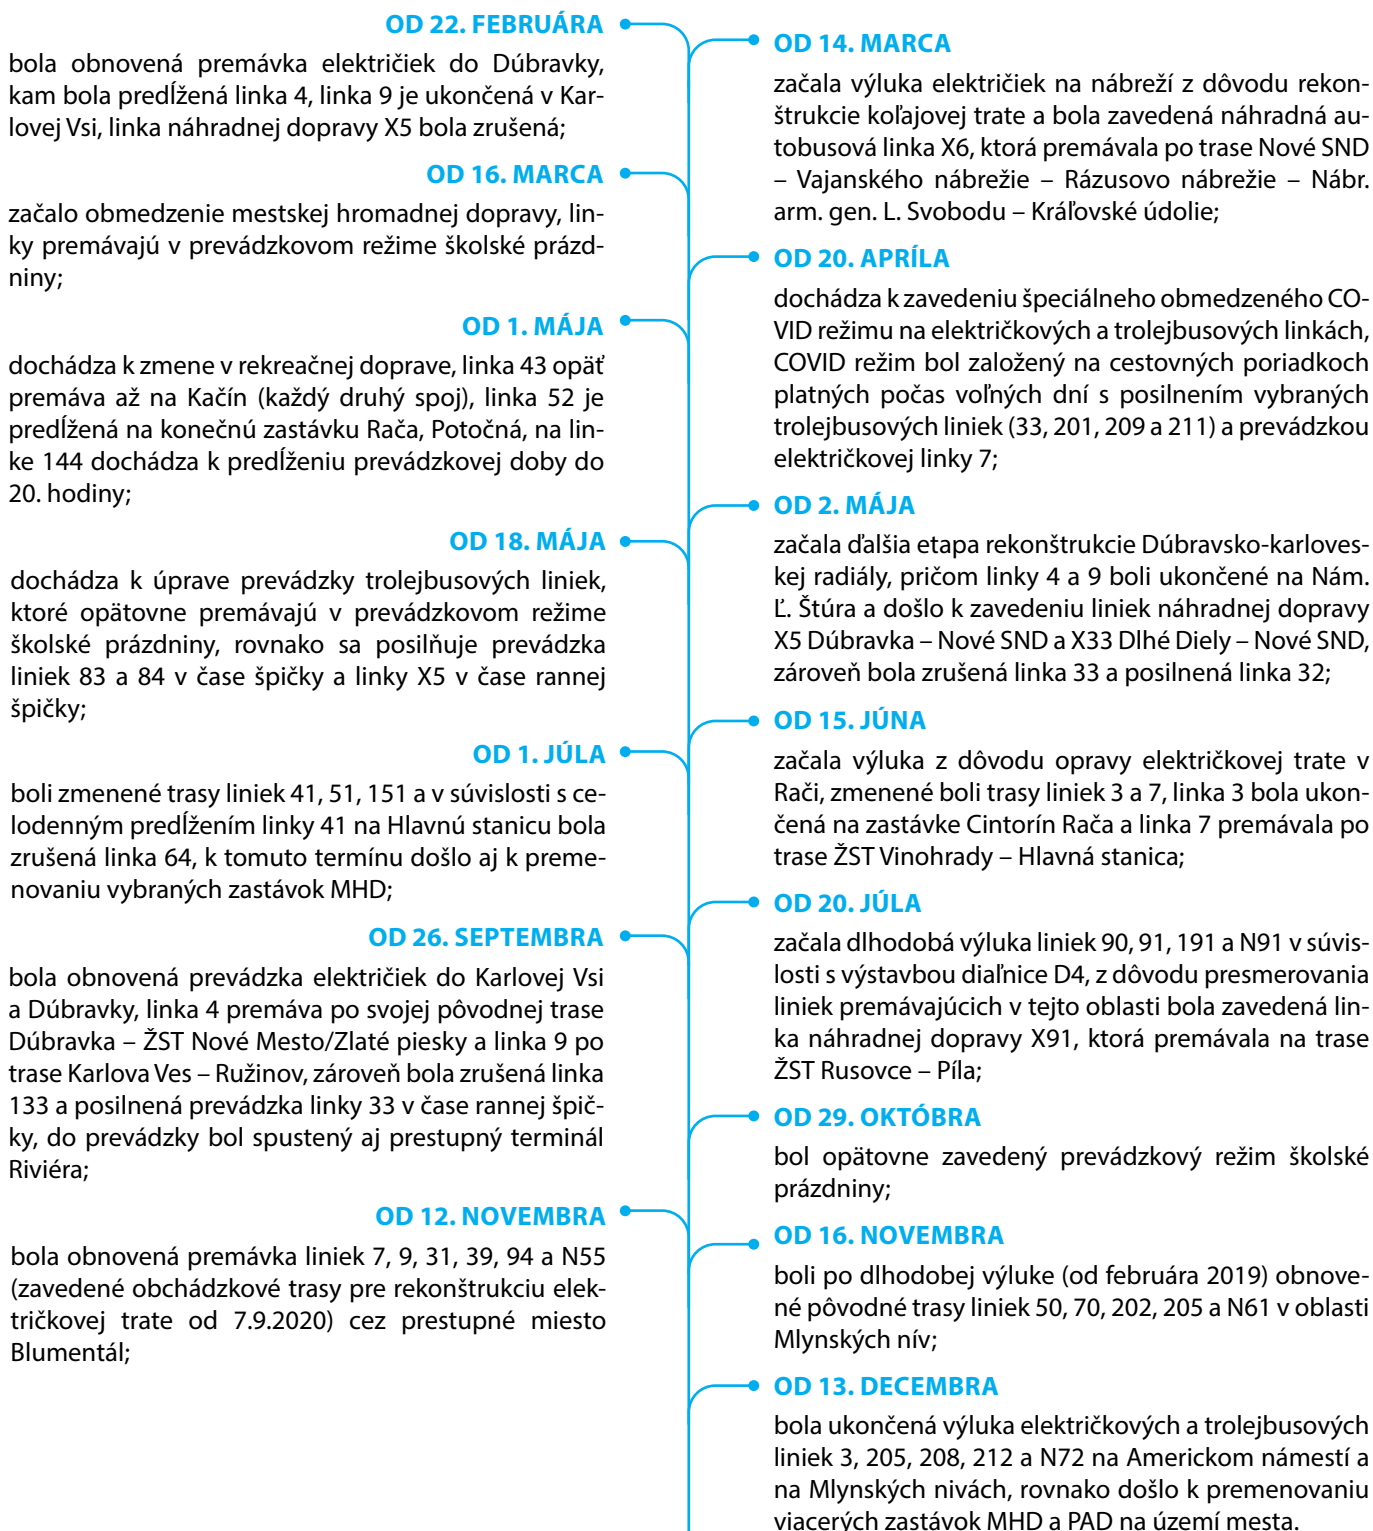 OD 22. FEBRUÁRA
bola obnovená premávka električiek do Dúbravky,
kam bola predĺžená linka 4, linka 9 je ukončená v Kar-
lovej Vsi, linka náhradnej dopravy X5 bola zrušená;
OD 14. MARCA
začala výluka električiek na nábreží z dôvodu rekon-
štrukcie koľajovej trate a bola zavedená náhradná au-
tobusová linka X6, ktorá premávala po trase Nové SND
– Vajanského nábrežie – Rázusovo nábrežie – Nábr.
arm. gen. L. Svobodu – Kráľovské údolie;
OD 16. MARCA
začalo obmedzenie mestskej hromadnej dopravy, lin-
ky premávajú v prevádzkovom režime školské prázd-
niny;
OD 20. APRÍLA
dochádza k zavedeniu špeciálneho obmedzeného CO-
VID režimu na električkových a trolejbusových linkách,
COVID režim bol založený na cestovných poriadkoch
platných počas voľných dní s posilnením vybraných
trolejbusových liniek (33, 201, 209 a 211) a prevádzkou
električkovej linky 7;
OD 1. MÁJA
dochádza k zmene v rekreačnej doprave, linka 43 opäť
premáva až na Kačín (každý druhý spoj), linka 52 je
predĺžená na konečnú zastávku Rača, Potočná, na lin-
ke 144 dochádza k predĺženiu prevádzkovej doby do
20. hodiny;
OD 2. MÁJA
začala ďalšia etapa rekonštrukcie Dúbravsko-karloves-
kej radiály, pričom linky 4 a 9 boli ukončené na Nám.
Ľ. Štúra a došlo k zavedeniu liniek náhradnej dopravy
X5 Dúbravka – Nové SND a X33 Dlhé Diely – Nové SND,
zároveň bola zrušená linka 33 a posilnená linka 32;
OD 18. MÁJA
dochádza k úprave prevádzky trolejbusových liniek,
ktoré opätovne premávajú v prevádzkovom režime
školské prázdniny, rovnako sa posilňuje prevádzka
liniek 83 a 84 v čase špičky a linky X5 v čase rannej
špičky;
OD 15. JÚNA
začala výluka z dôvodu opravy električkovej trate v
Rači, zmenené boli trasy liniek 3 a 7, linka 3 bola ukon-
čená na zastávke Cintorín Rača a linka 7 premávala po
trase ŽST Vinohrady – Hlavná stanica;
OD 1. JÚLA
boli zmenené trasy liniek 41, 51, 151 a v súvislosti s ce-
lodenným predĺžením linky 41 na Hlavnú stanicu bola
zrušená linka 64, k tomuto termínu došlo aj k preme-
novaniu vybraných zastávok MHD;
OD 20. JÚLA
začala dlhodobá výluka liniek 90, 91, 191 a N91 v súvis-
losti s výstavbou diaľnice D4, z dôvodu presmerovania
liniek premávajúcich v tejto oblasti bola zavedená lin-
ka náhradnej dopravy X91, ktorá premávala na trase
ŽST Rusovce – Píla;
OD 26. SEPTEMBRA
bola obnovená prevádzka električiek do Karlovej Vsi
a Dúbravky, linka 4 premáva po svojej pôvodnej trase
Dúbravka – ŽST Nové Mesto/Zlaté piesky a linka 9 po
trase Karlova Ves – Ružinov, zároveň bola zrušená linka
133 a posilnená prevádzka linky 33 v čase rannej špič-
ky, do prevádzky bol spustený aj prestupný terminál
Riviéra;
OD 29. OKTÓBRA
bol opätovne zavedený prevádzkový režim školské
prázdniny;
OD 12. NOVEMBRA
bola obnovená premávka liniek 7, 9, 31, 39, 94 a N55
(zavedené obchádzkové trasy pre rekonštrukciu elek-
tričkovej trate od 7.9.2020) cez prestupné miesto
Blumentál;
OD 16. NOVEMBRA
boli po dlhodobej výluke (od februára 2019) obnove-
né pôvodné trasy liniek 50, 70, 202, 205 a N61 v oblasti
Mlynských nív;
OD 13. DECEMBRA
bola ukončená výluka električkových a trolejbusových
liniek 3, 205, 208, 212 a N72 na Americkom námestí a
na Mlynských nivách, rovnako došlo k premenovaniu
viacerých zastávok MHD a PAD na území mesta.